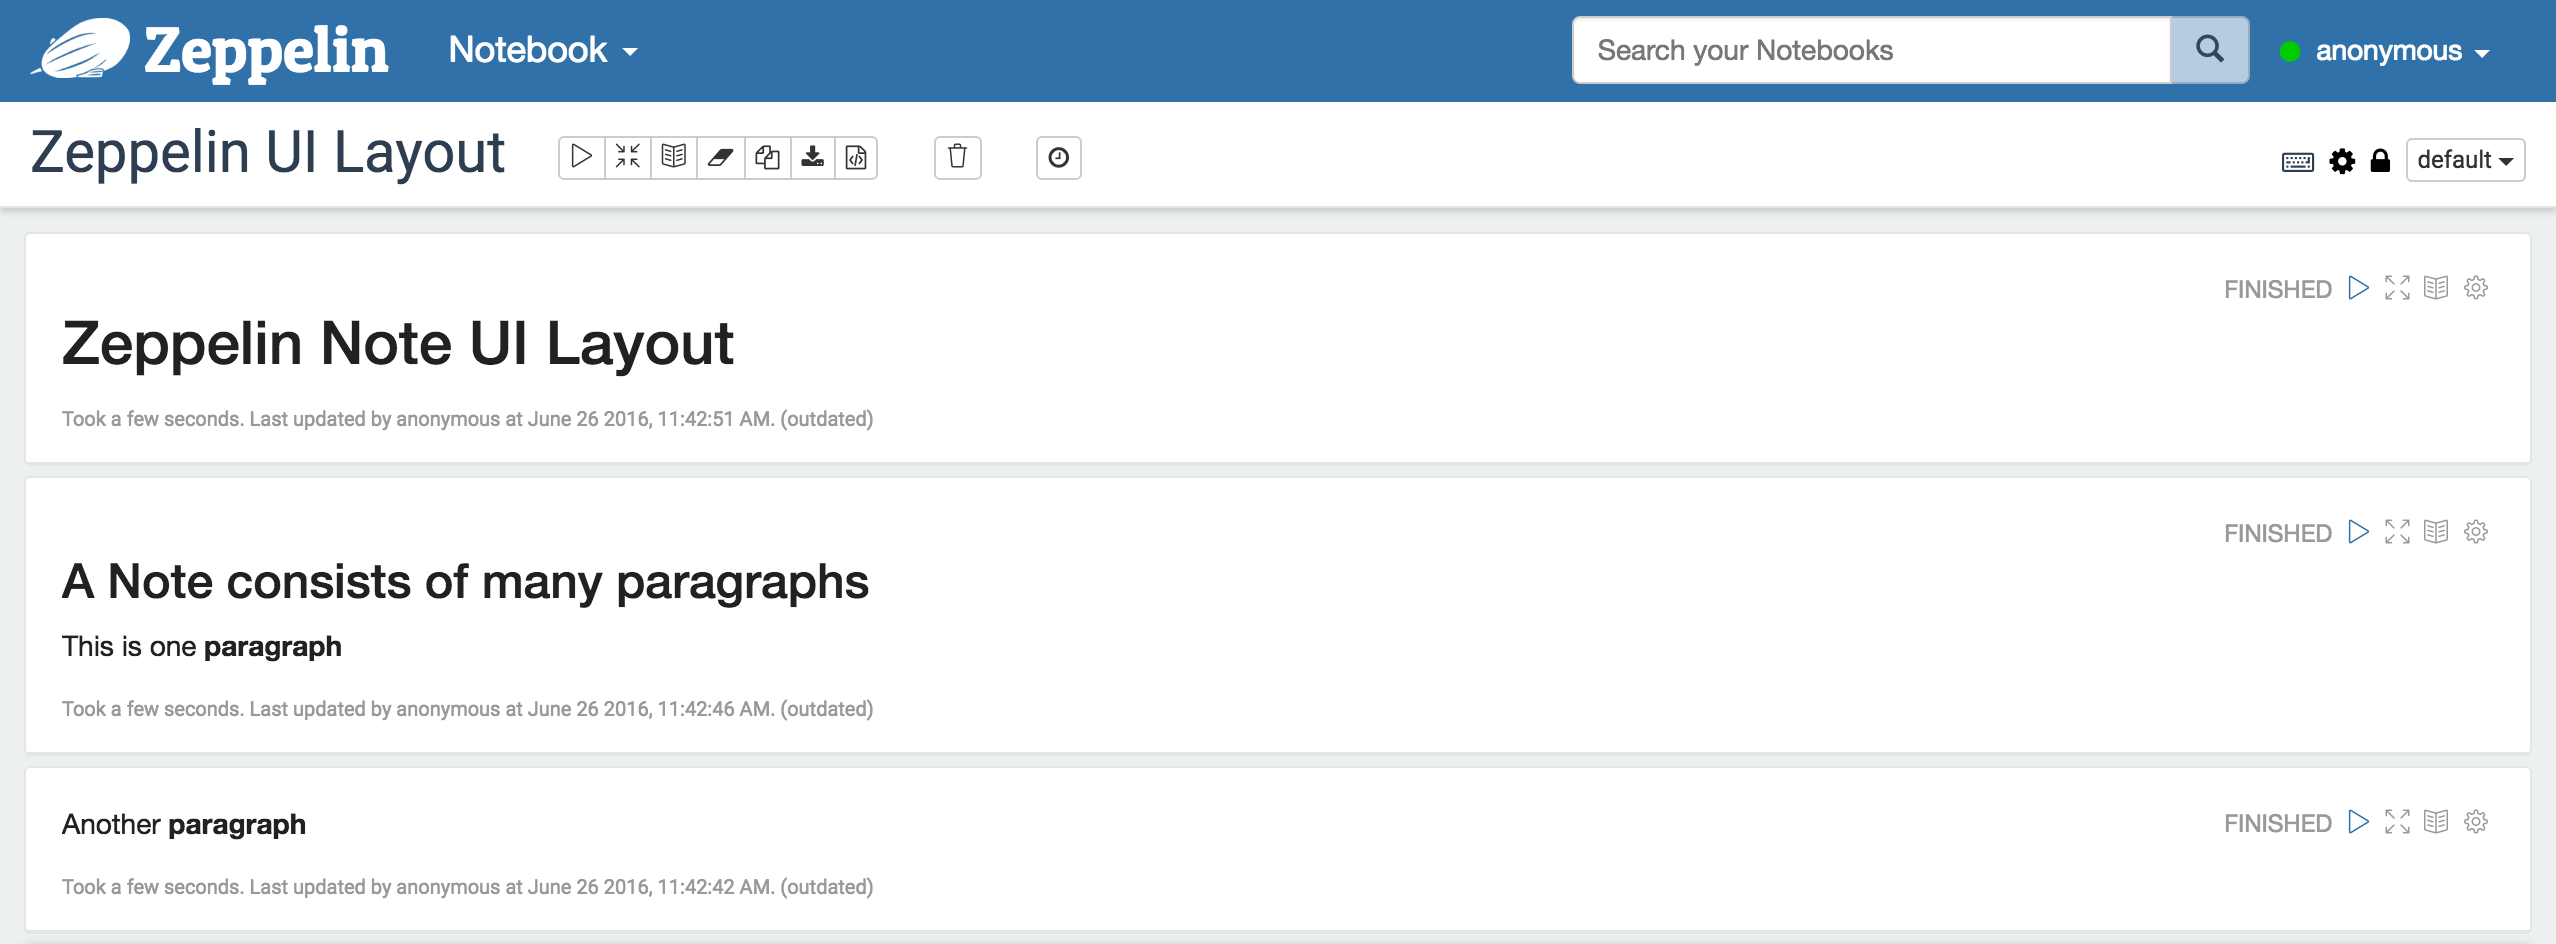 Zeppelin Notebook Search your Notebooks anonymous
Zeppelin UI Layout default
FINISHED
Zeppelin Note UI Layout
Took a few seconds. Last updated by anonymous at June 26 2016, 11:42:51 AM. (outdated)
FINISHED
A Note consists of many paragraphs
This is one paragraph
Took a few seconds. Last updated by anonymous at June 26 2016, 11:42:46 AM. (outdated)
Another paragraph FINISHED
Took a few seconds. Last updated by anonymous at June 26 2016, 11:42:42 AM. (outdated)